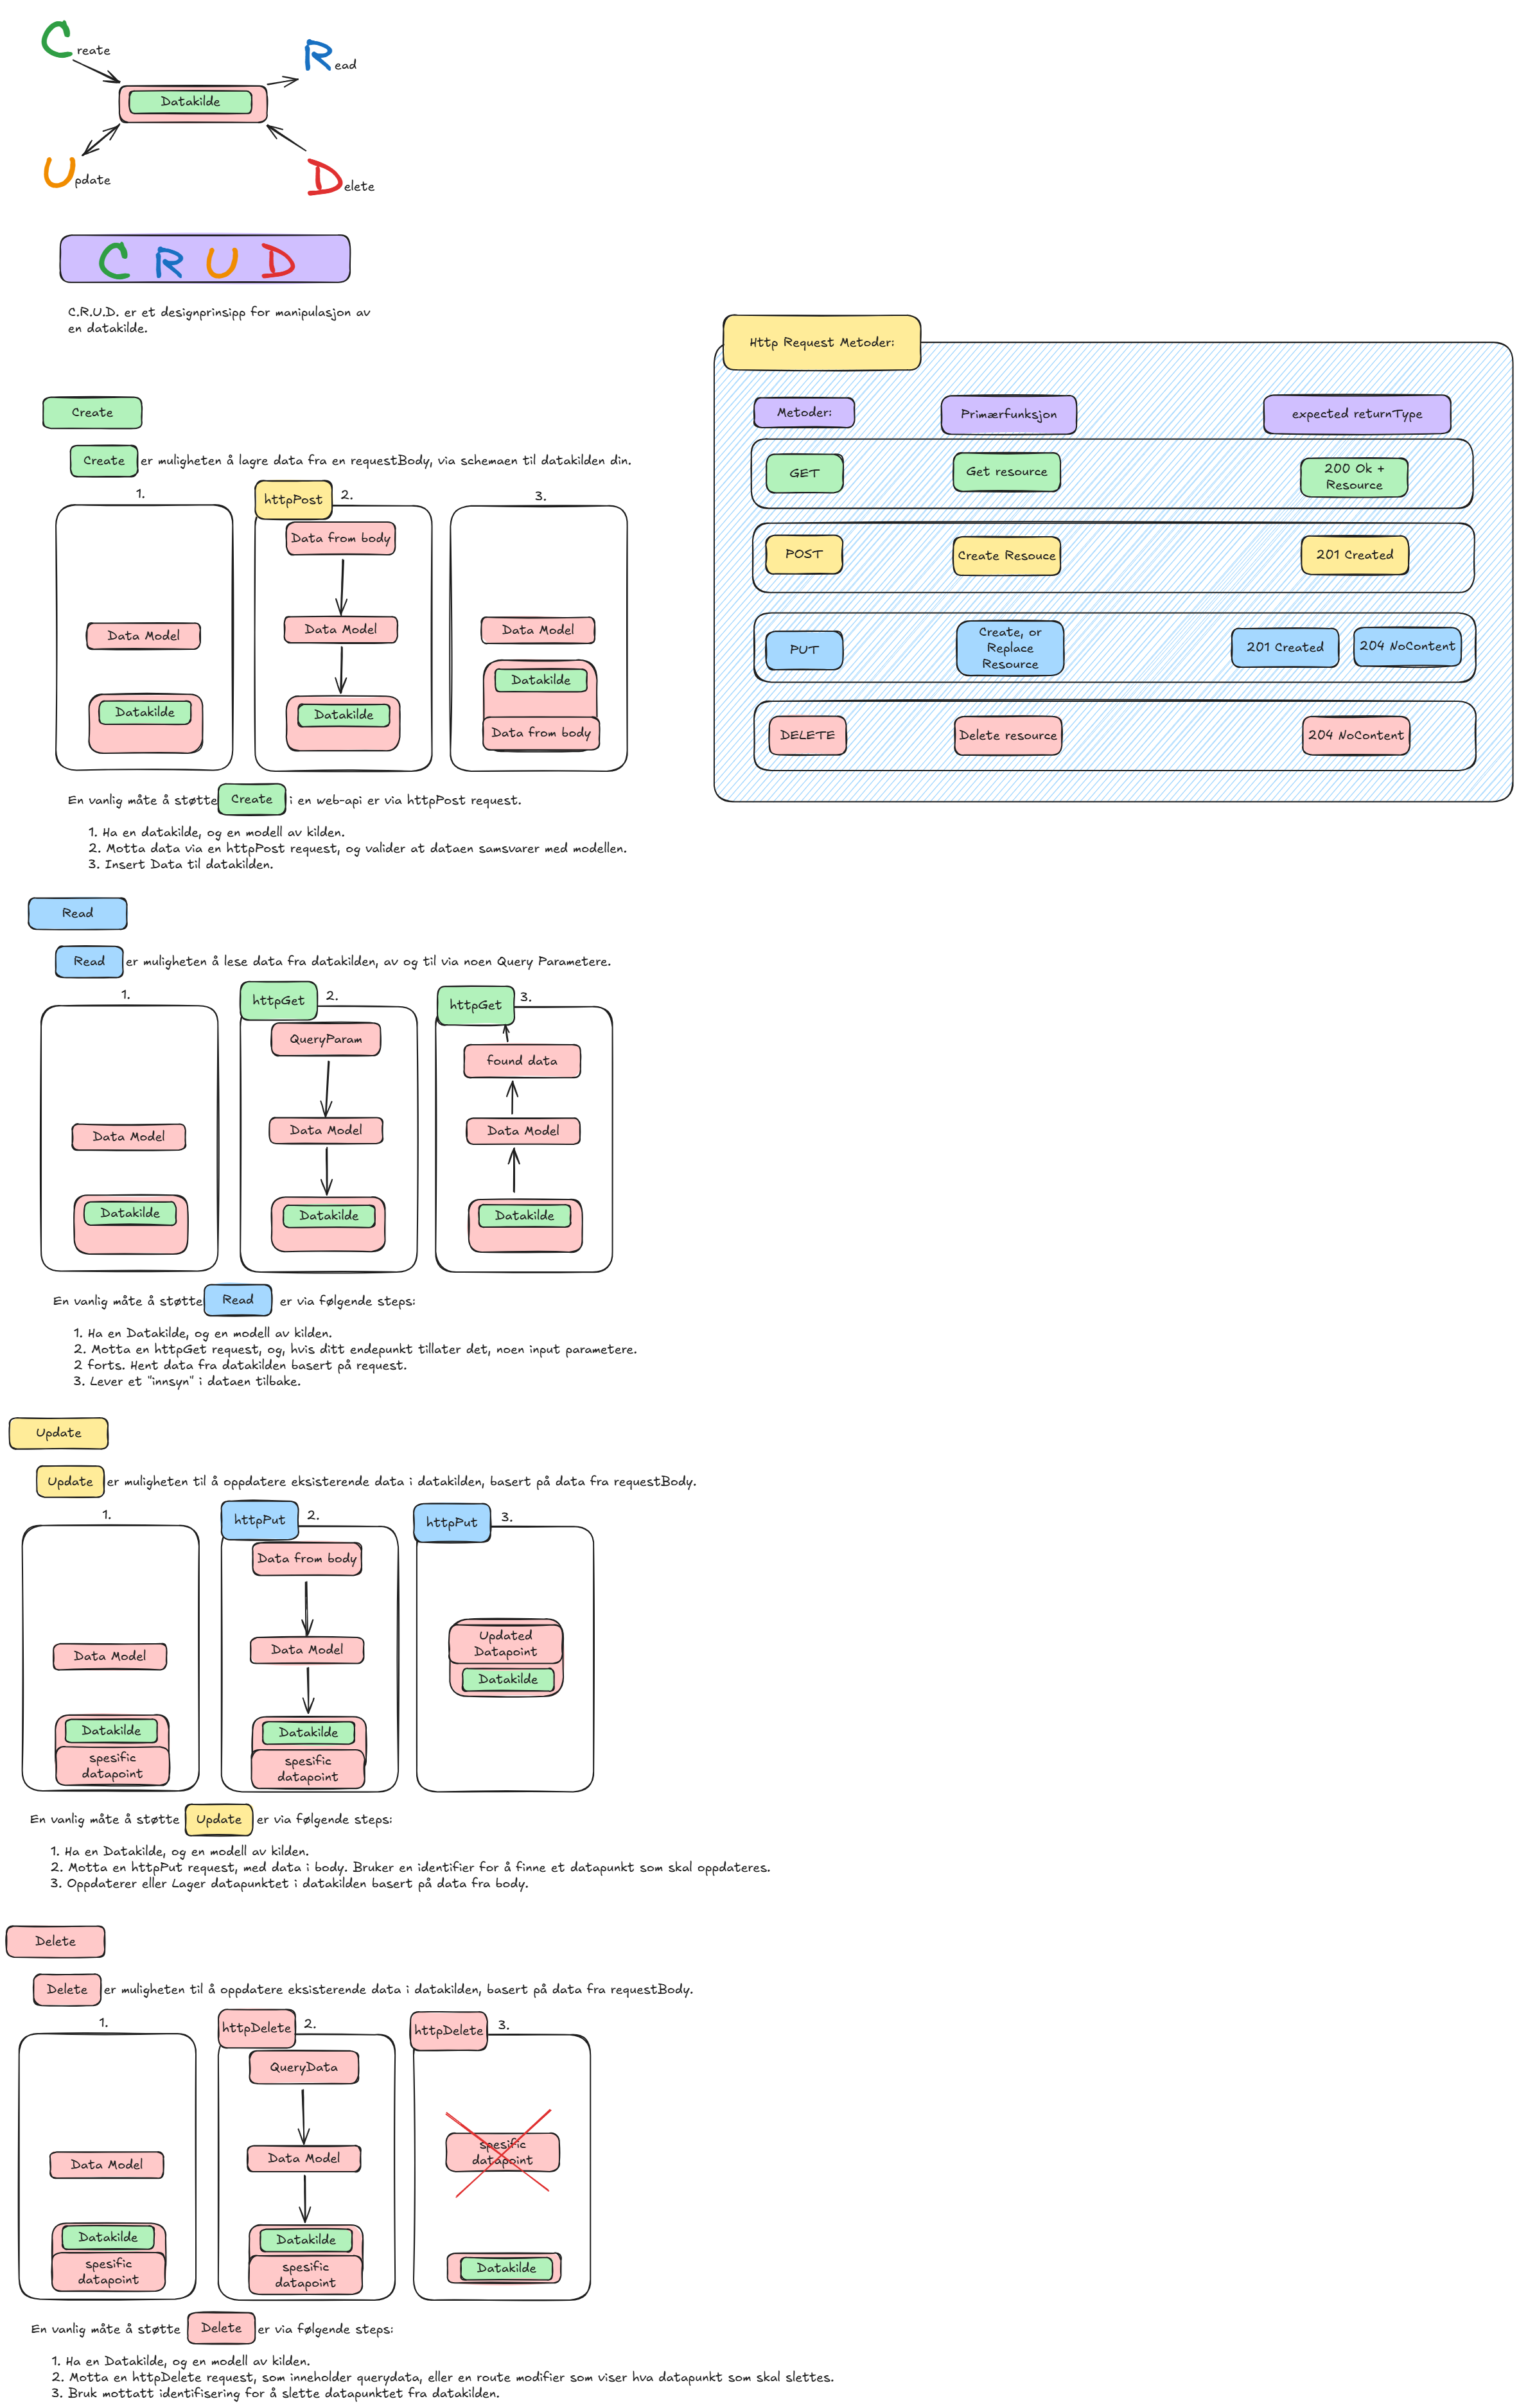 Create
Read
Datakilde
Update
Delete
C R U D
C.R.U.D. er et designprinsipp for manipulasjon av
en datakilde.
Http Request Metoder:
Metoder:
Primærfunksjon
expected returnType
GET
Get resource
200 Ok +
Resource
POST
Create Resouce
201 Created
PUT
Create, or
Replace
Resource
201 Created
204 NoContent
DELETE
Delete resource
204 NoContent
Create
Create er muligheten å lagre data fra en requestBody, via schemaen til datakilden din.
1.
Data Model
Datakilde
httpPost
2.
Data from body
Data Model
Datakilde
3.
Data Model
Datakilde
Data from body
En vanlig måte å støtte Create i en web-api er via httpPost request.
1. Ha en datakilde, og en modell av kilden.
2. Motta data via en httpPost request, og valider at dataen samsvarer med modellen.
3. Insert Data til datakilden.
Read
Read er muligheten å lese data fra datakilden, av og til via noen Query Parametere.
1.
Data Model
Datakilde
httpGet
2.
QueryParam
Data Model
Datakilde
httpGet
3.
found data
Data Model
Datakilde
En vanlig måte å støtte Read er via følgende steps:
1. Ha en Datakilde, og en modell av kilden.
2. Motta en httpGet request, og, hvis ditt endepunkt tillater det, noen input parametere.
2 forts. Hent data fra datakilden basert på request.
3. Lever et "innsyn" i dataen tilbake.
Update
Update er muligheten til å oppdatere eksisterende data i datakilden, basert på data fra requestBody.
1.
Data Model
Datakilde
spesific
datapoint
httpPut
2.
Data from body
Data Model
Datakilde
spesific
datapoint
httpPut
3.
Updated
Datapoint
Datakilde
En vanlig måte å støtte Update er via følgende steps:
1. Ha en Datakilde, og en modell av kilden.
2. Motta en httpPut request, med data i body. Bruker en identifier for å finne et datapunkt som skal oppdateres.
3. Oppdaterer eller Lager datapunktet i datakilden basert på data fra body.
Delete
Delete er muligheten til å oppdatere eksisterende data i datakilden, basert på data fra requestBody.
1.
Data Model
Datakilde
spesific
datapoint
httpDelete
2.
QueryData
Data Model
Datakilde
spesific
datapoint
httpDelete
3.
spesific
datapoint
Datakilde
En vanlig måte å støtte Delete er via følgende steps:
1. Ha en Datakilde, og en modell av kilden.
2. Motta en httpDelete request, som inneholder querydata, eller en route modifier som viser hva datapunkt som skal slettes.
3. Bruk mottatt identifisering for å slette datapunktet fra datakilden.